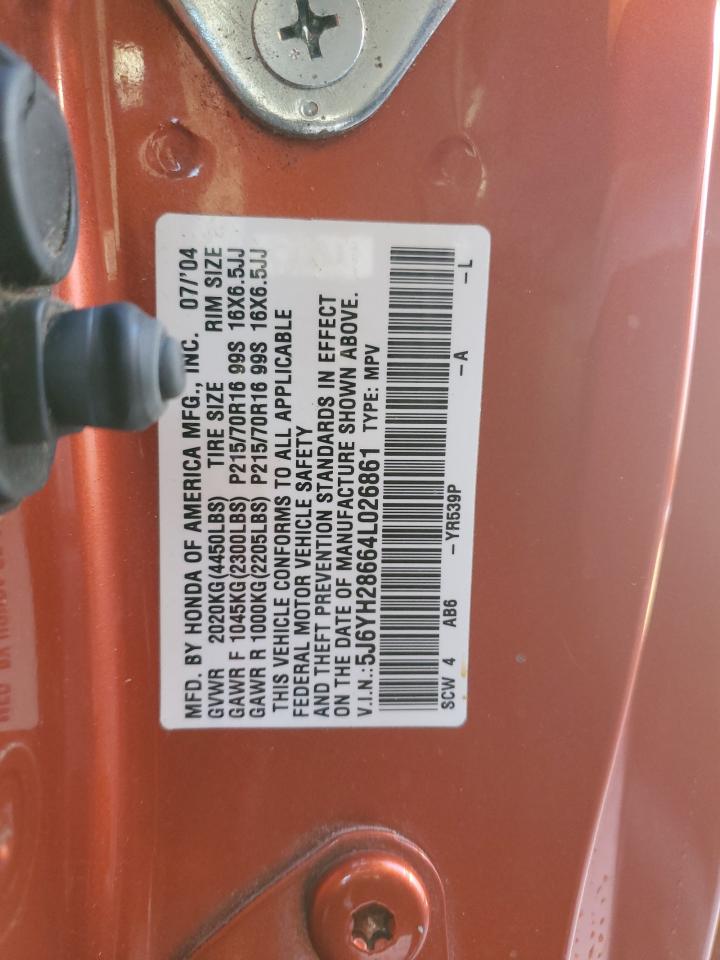 MFD. BY HONDA OF AMERICA MFG., INC. 07/'04
GVWR 2020KG(4450LBS) TIRE SIZE RIM SIZE
GAWR F 1045KG(2300LBS) P215/70R16 99S 16X6.5JJ
GAWR R 1000KG(2205LBS) P215/70R16 99S 16X6.5JJ
THIS VEHICLE CONFORMS TO ALL APPLICABLE
FEDERAL MOTOR VEHICLE SAFETY
AND THEFT PREVENTION STANDARDS IN EFFECT
ON THE DATE OF MANUFACTURE SHOWN ABOVE.
V.I.N.:5J6YH28664L026861 TYPE: MPV
SCW 4 AB6 -YR539P -A -L